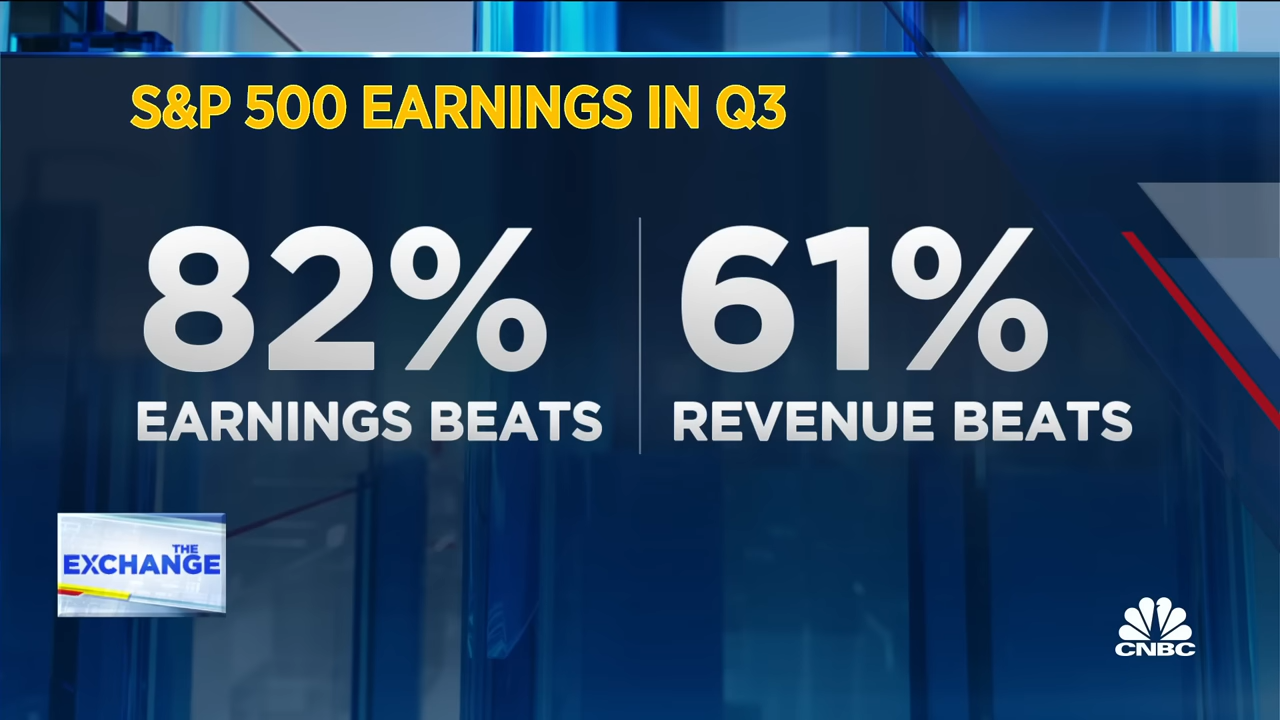 S&P 500 EARNINGS IN Q3
82%
EARNINGS BEATS
61%
REVENUE BEATS
THE
EXCHANGE
CNBC